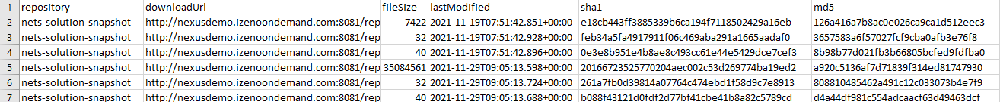 repository downloadUrl fileSize lastModified sha1 md5
1
2 nets-solution-snapshot http://nexusdemo.izenoondemand.com:8081/rep 7422 2021-11-19T07:51:42.851+00:00 e18cb443ff3885339b6ca194f7118502429a16eb 126a416a7b8ac0e026ca9ca1d512eec3
3 nets-solution-snapshot http://nexusdemo.izenoondemand.com:8081/rep 32 2021-11-19T07:51:42.928+00:00 feb34a5fa4917911f06c469aba291a1665aadaf0 3657583a6f57027fcf9cba0afb3e76f8
4 nets-solution-snapshot http://nexusdemo.izenoondemand.com:8081/rep 40 2021-11-19T07:51:42.896+00:00 0e3e8b951e4b8ae8c493cc61e44e5429dce7cef3 8b98b77d021fb3b66805bcfed9fdfba0
5 nets-solution-snapshot http://nexusdemo.izenoondemand.com:8081/rep 35084561 2021-11-29T09:05:13.598+00:00 20166723525770204aec002c53d269774ba19ed2 a920c5136af7d71839f314ed81747930
6 nets-solution-snapshot http://nexusdemo.izenoondemand.com:8081/rep 32 2021-11-29T09:05:13.724+00:00 261a7fb0d39814a07764c474ebd1f58d9c7e8913 808810485462a491c12c033073b4e7f9
7 nets-solution-snapshot http://nexusdemo.izenoondemand.com:8081/rep 40 2021-11-29T09:05:13.688+00:00 b088f43121d0fdf2d77bf41cbe41b8a82c5789cd d4a44df981c554adcaacf63d49463dcf